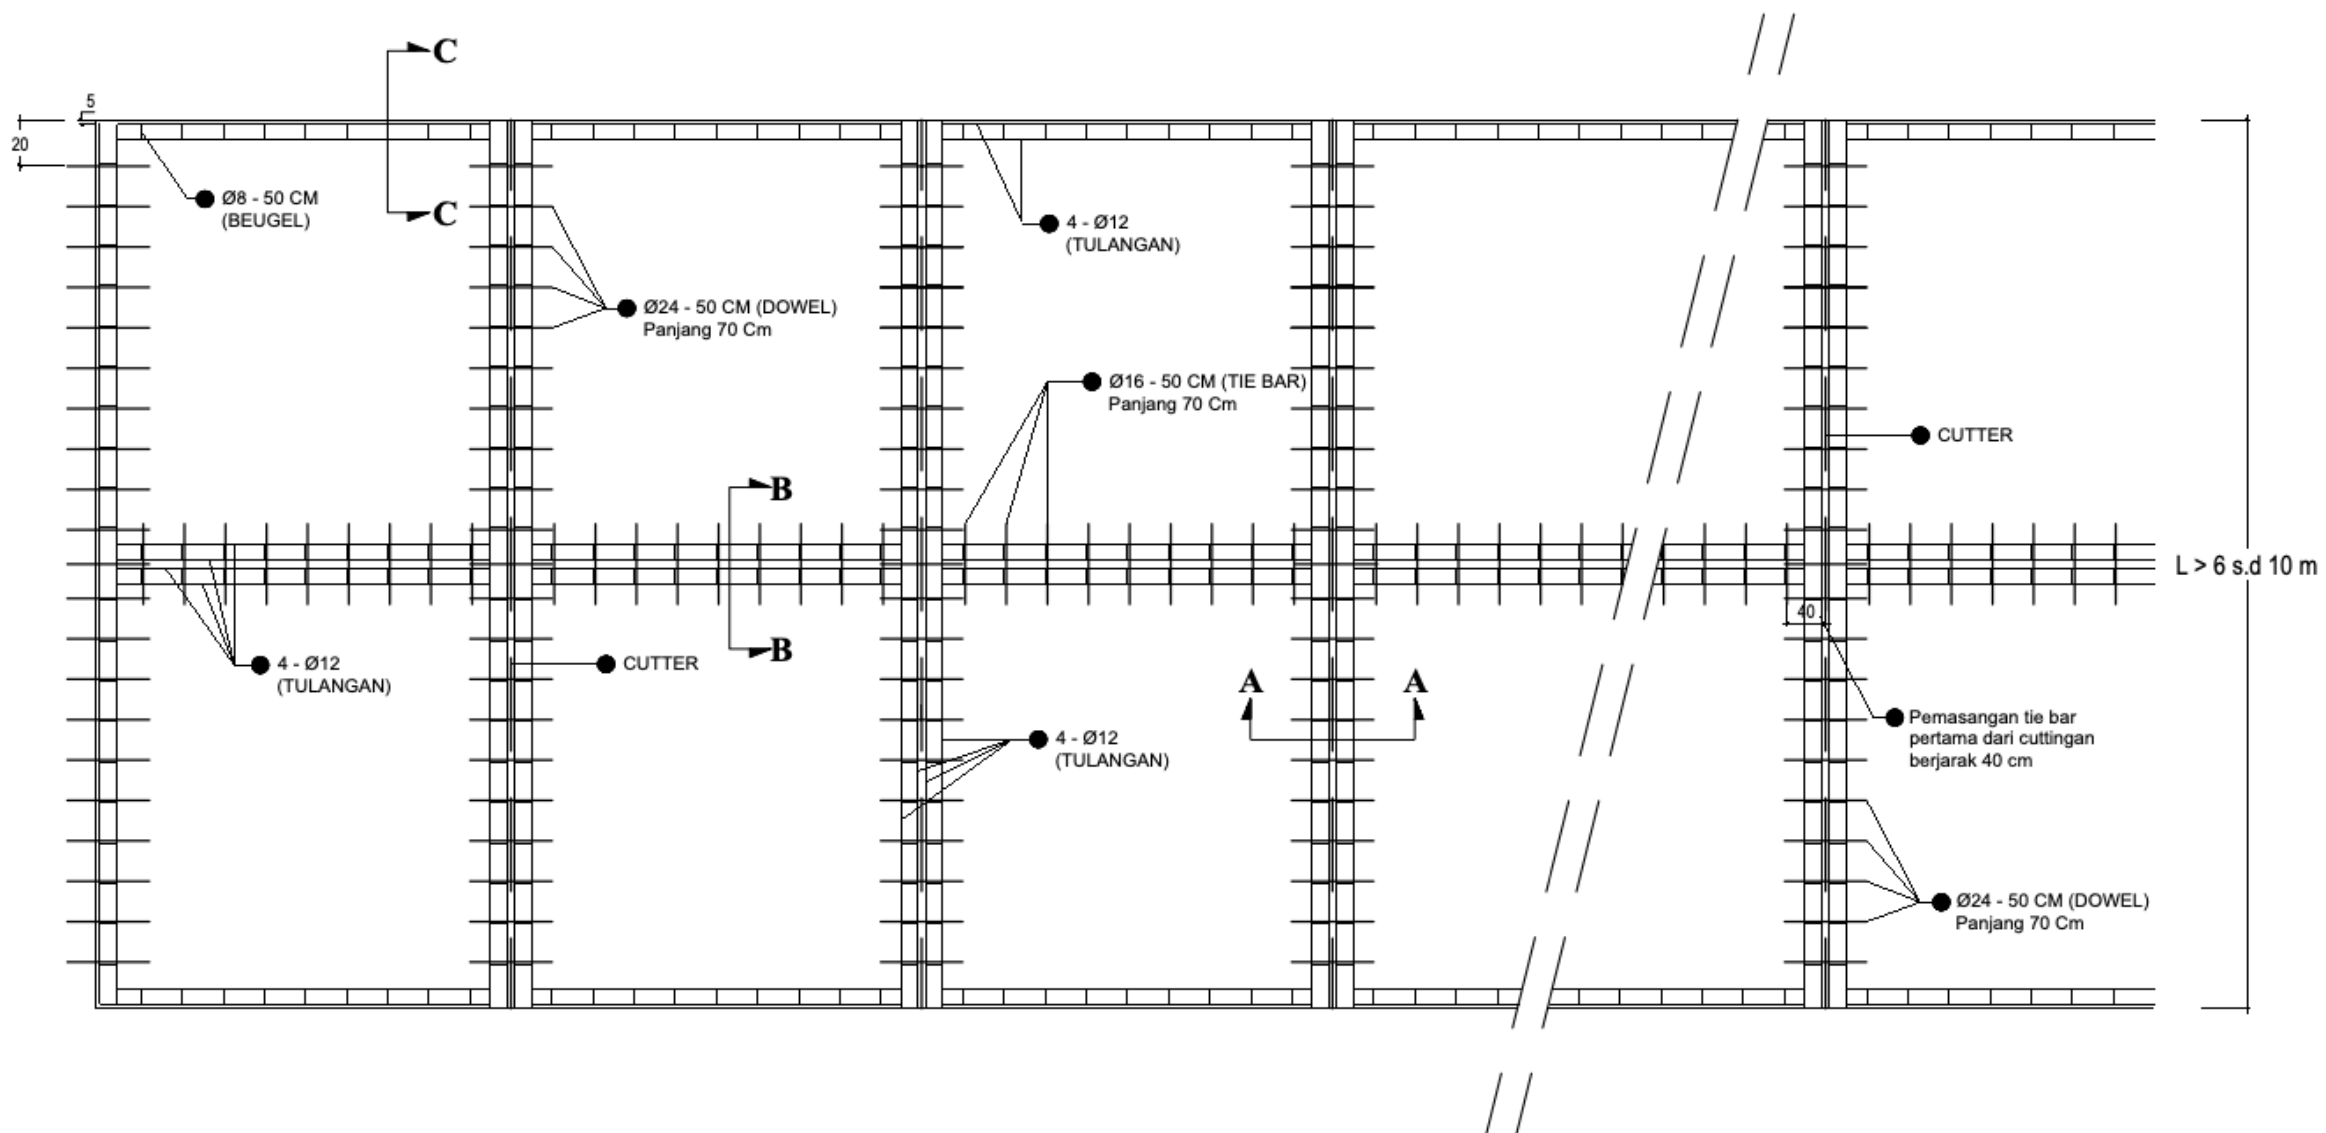 C
5
20
Ø8 - 50 CM
(BEUGEL)
C
4 - Ø12
(TULANGAN)
Ø24 - 50 CM (DOWEL)
Panjang 70 Cm
Ø16 - 50 CM (TIE BAR)
Panjang 70 Cm
CUTTER
B
L > 6 s.d 10 m
40
B
4 - Ø12
(TULANGAN)
CUTTER
A
A
4 - Ø12
(TULANGAN)
Pemasangan tie bar
pertama dari cuttingan
berjarak 40 cm
Ø24 - 50 CM (DOWEL)
Panjang 70 Cm